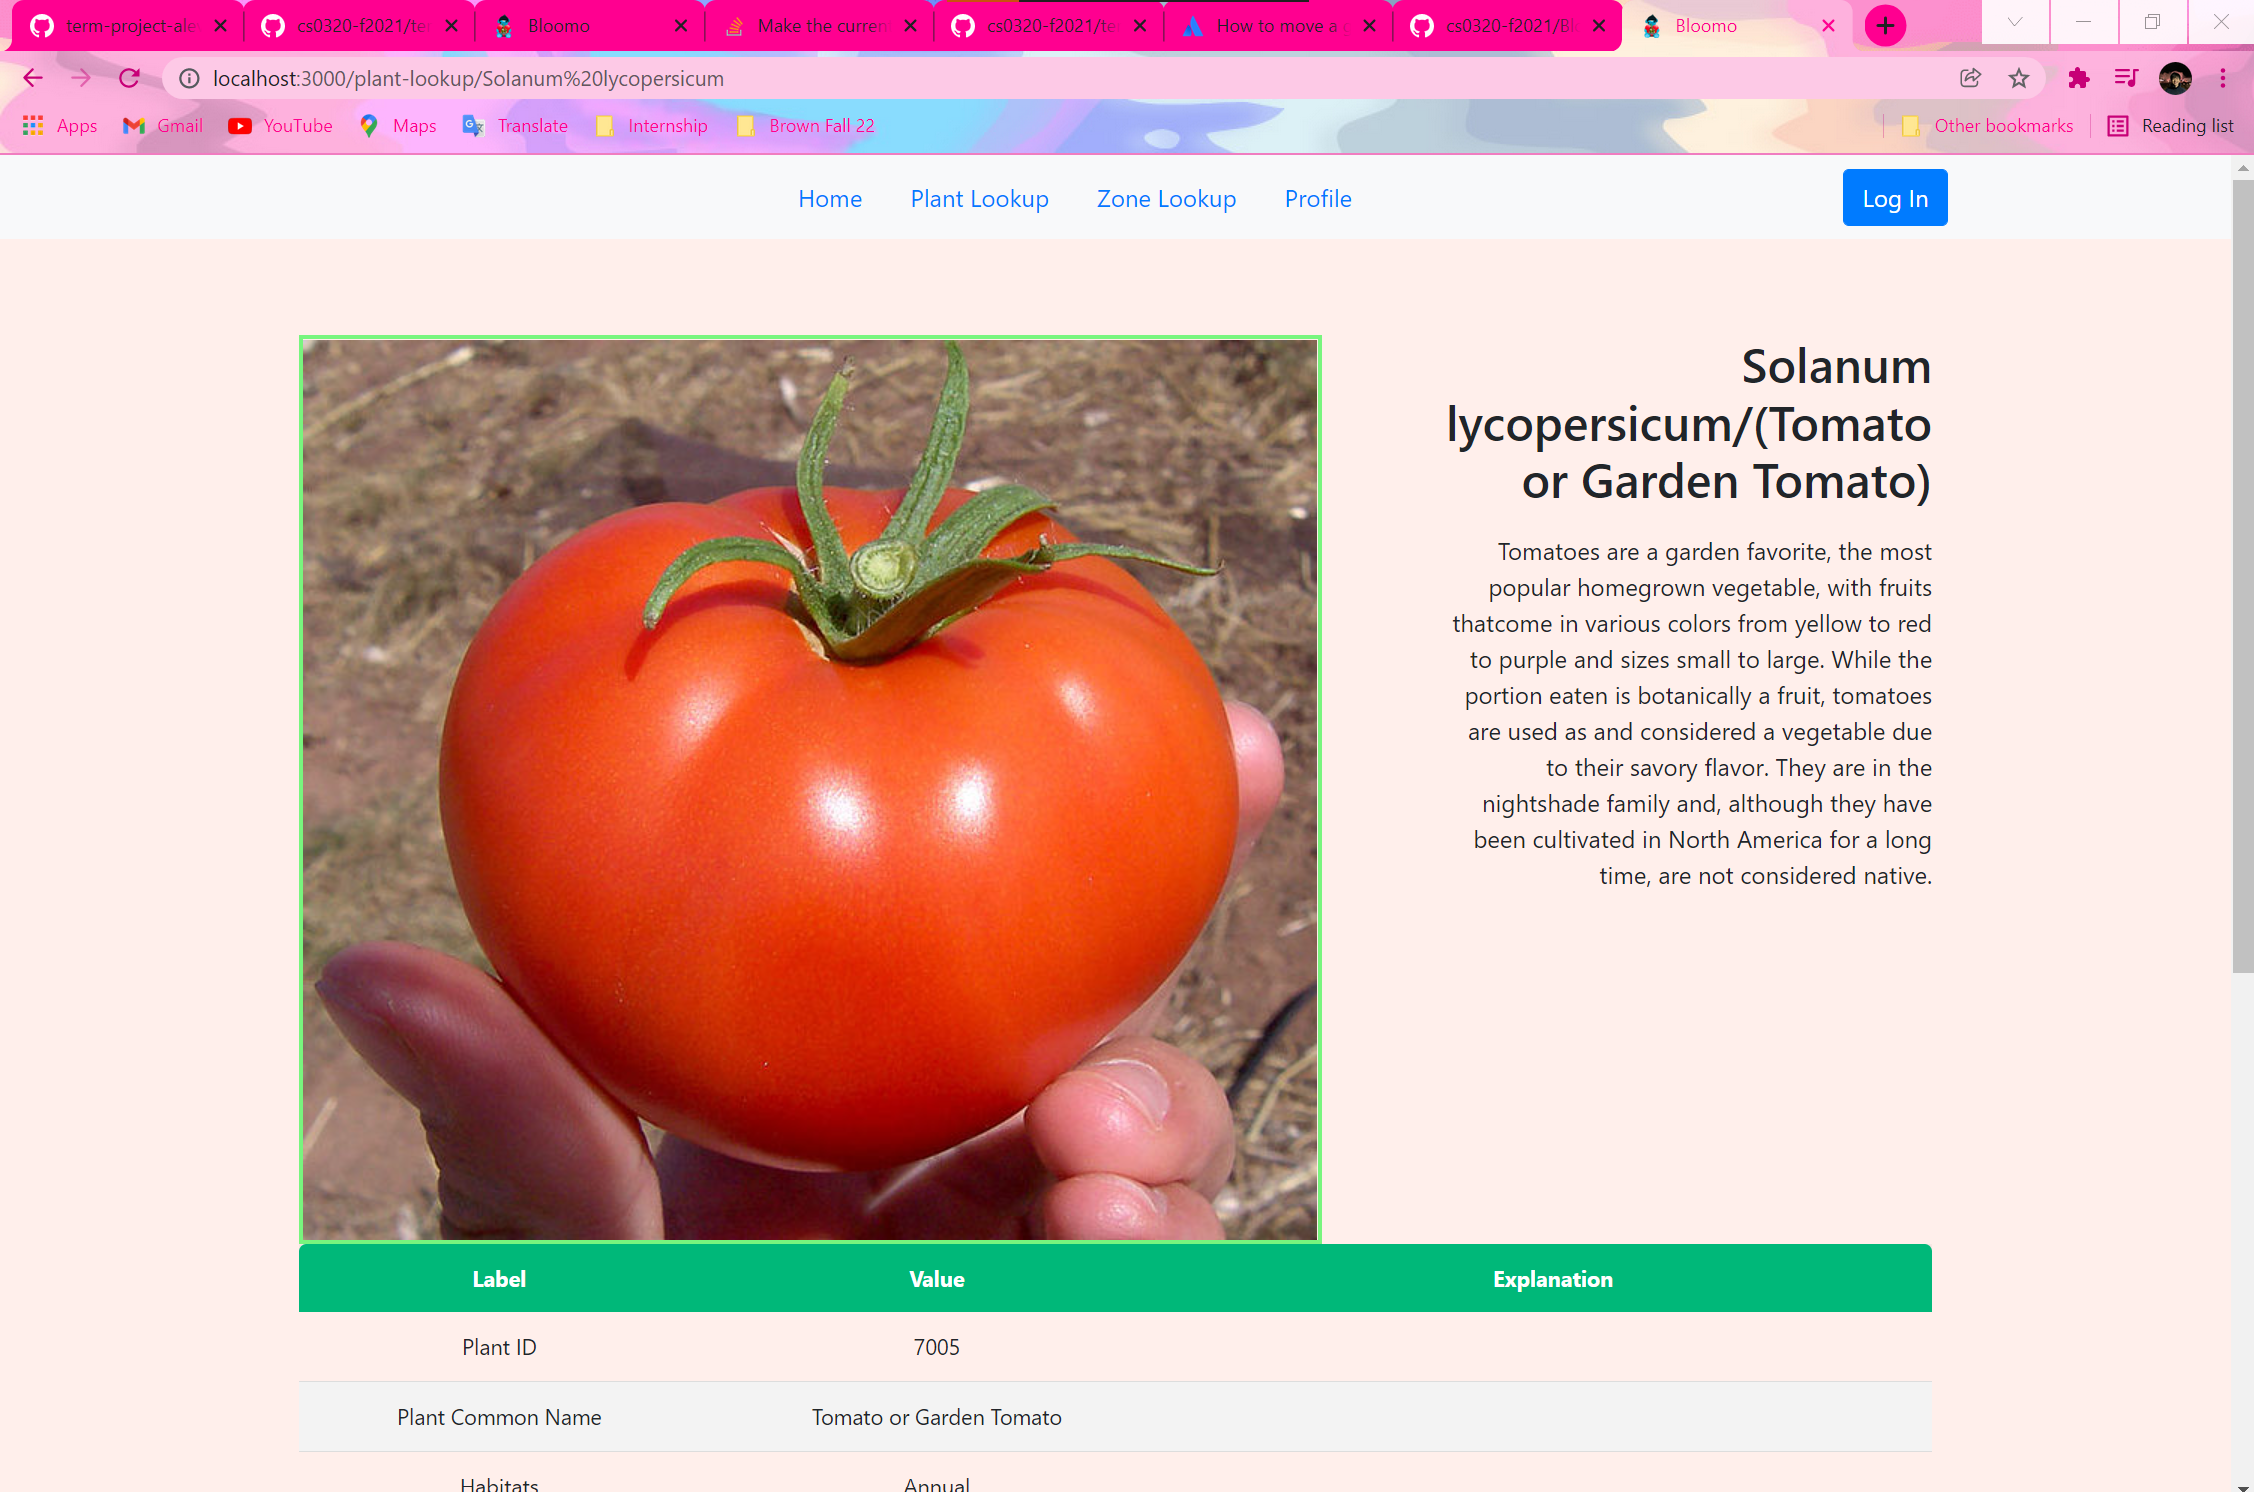 term-project-ale
cs0320-f2021/te
Bloomo
Make the current
cs0320-f2021/te
How to move a c
cs0320-f2021/Bl
Bloomo
localhost:3000/plant-lookup/Solanum%20lycopersicum
Apps Gmail YouTube Maps Translate Internship Brown Fall 22 Other bookmarks Reading list
Home Plant Lookup Zone Lookup Profile Log In
Solanum
lycopersicum/(Tomato
or Garden Tomato)
Tomatoes are a garden favorite, the most
popular homegrown vegetable, with fruits
thatcome in various colors from yellow to red
to purple and sizes small to large. While the
portion eaten is botanically a fruit, tomatoes
are used as and considered a vegetable due
to their savory flavor. They are in the
nightshade family and, although they have
been cultivated in North America for a long
time, are not considered native.
Label Value Explanation
Plant ID 7005
Plant Common Name Tomato or Garden Tomato
Habitats Annual